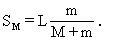 S_M = L m/(M + m) .